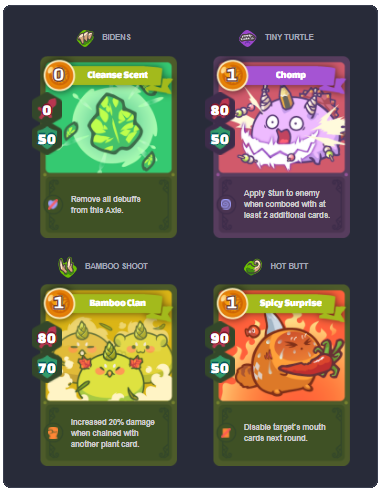 BIDENS
TINY TURTLE
0
Cleanse Scent
1
Chomp
0
80
50
50
Remove all debuffs
from this Axie.
Apply Stun to enemy
when comboed with at
least 2 additional cards.
BAMBOO SHOOT
HOT BUTT
1
Bamboo Clan
1
Spicy Surprise
80
90
70
50
Increased 20% damage
when chained with
another plant card.
Disable target's mouth
cards next round.